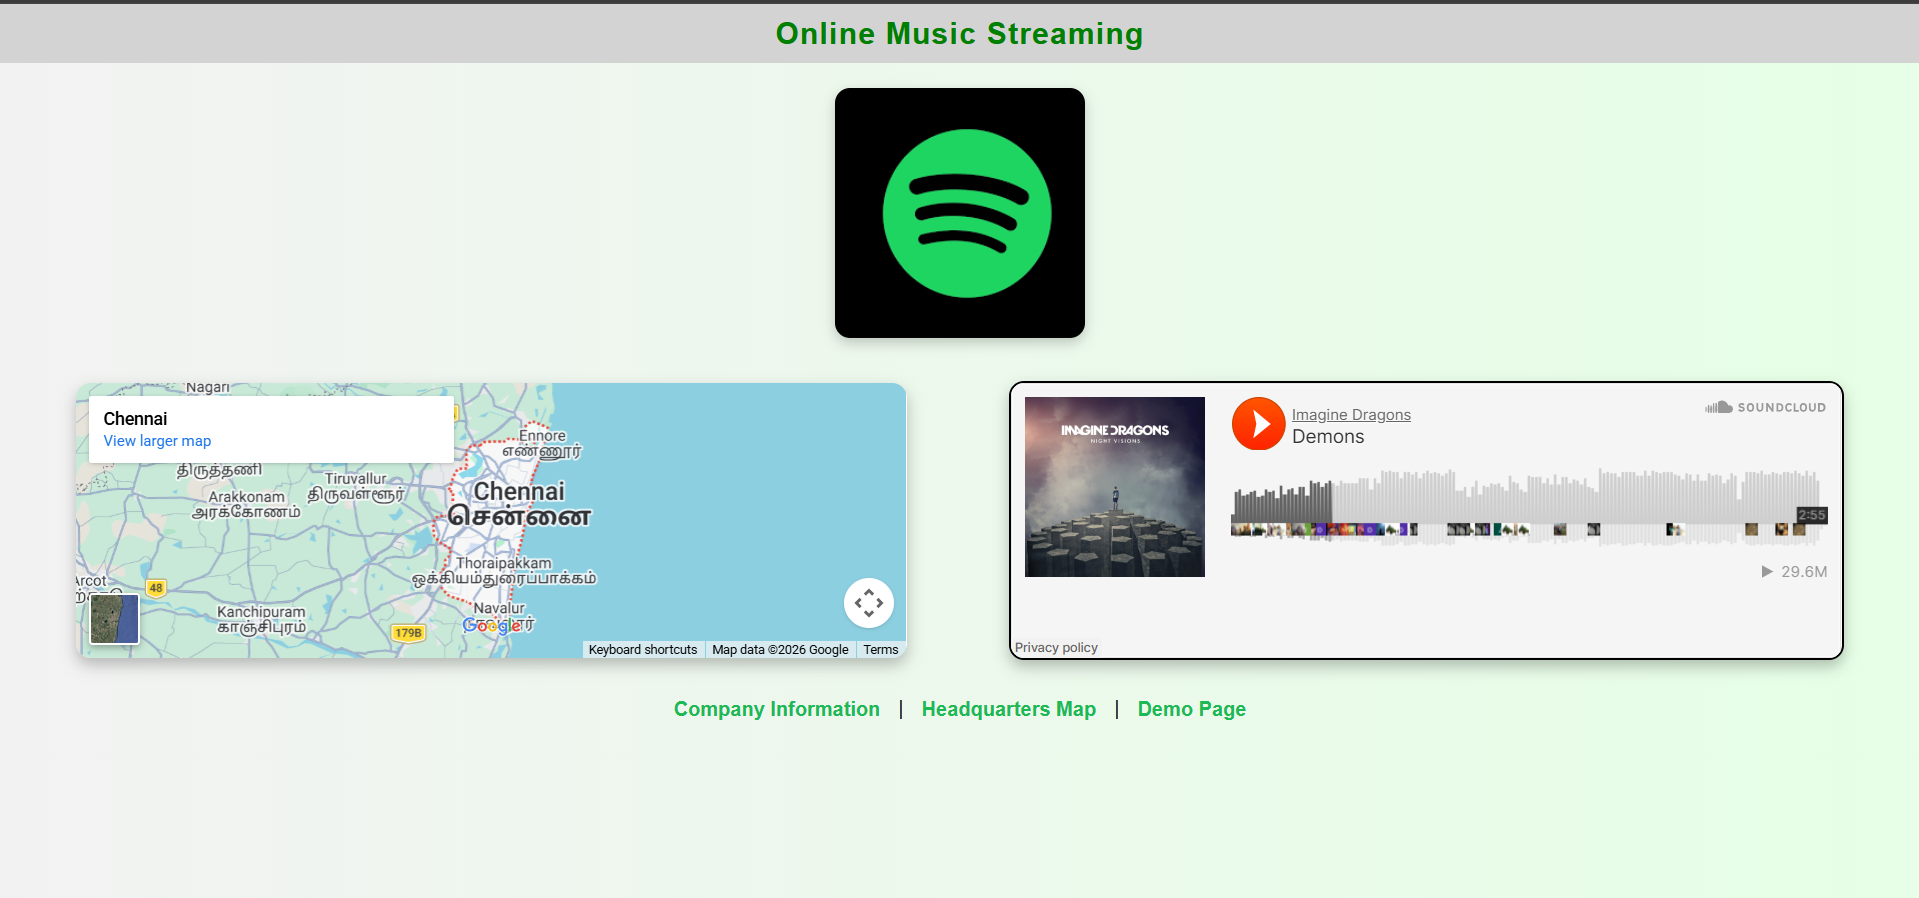 Online Music Streaming
Nagari
Chennai
View larger map
Ennore
எண்ணூர்
திருத்தணி
Tiruvallur
திருவள்ளூர்
Arakkonam
அரக்கோணம்
Chennai
சென்னை
Thoraipakkam
ஒக்கியம்துரைப்பாக்கம்
Arcot
48
Kanchipuram
காஞ்சிபுரம்
Navalur
179B
Google
Keyboard shortcuts
Map data ©2026 Google
Terms
IMAGINE DRAGONS
NIGHT VISIONS
Imagine Dragons
Demons
SOUNDCLOUD
2:55
29.6M
Privacy policy
Company Information | Headquarters Map | Demo Page